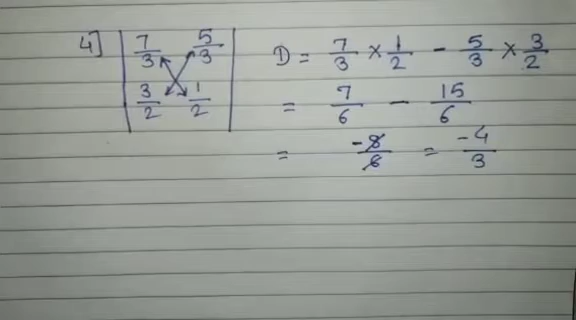 4] | 7/3 5/3 | D = 7/3 × 1/2 - 5/3 × 3/2
| 3/2 1/2 | = 7/6 - 15/6
= -8/6 = -4/3